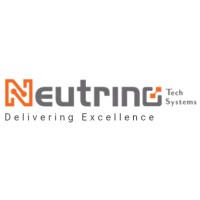 Neutrino Tech
Systems
Delivering Excellence